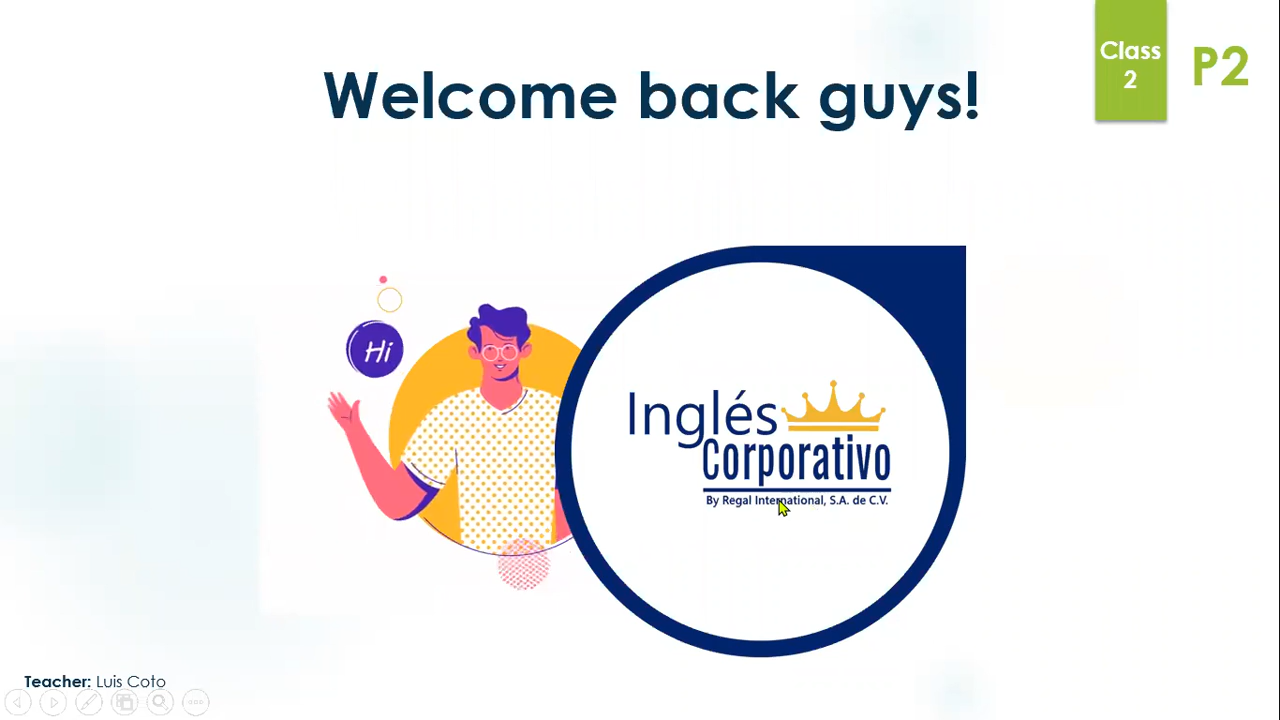 Welcome back guys!
Class
2
P2
Hi
Inglés
Corporativo
By Regal International, S.A. de C.V.
Teacher: Luis Coto